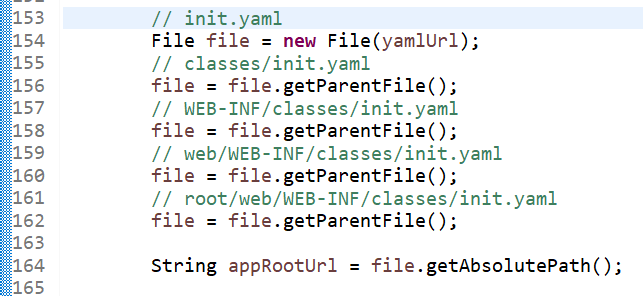 153 // init.yaml
154 File file = new File(yamlUrl);
155 // classes/init.yaml
156 file = file.getParentFile();
157 // WEB-INF/classes/init.yaml
158 file = file.getParentFile();
159 // web/WEB-INF/classes/init.yaml
160 file = file.getParentFile();
161 // root/web/WEB-INF/classes/init.yaml
162 file = file.getParentFile();
163
164 String appRootUrl = file.getAbsolutePath();
165